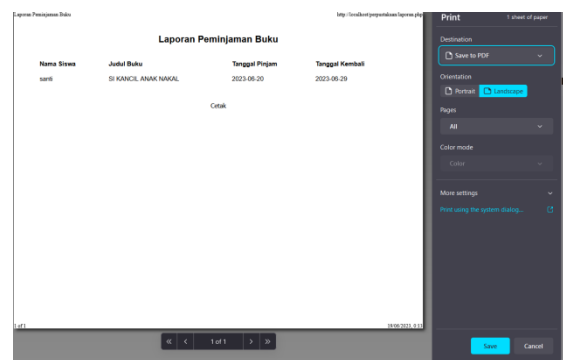 Laporan Peminjaman Buku
http://localhost/perpustakaan/laporan.php
Laporan Peminjaman Buku
Nama Siswa Judul Buku Tanggal Pinjam Tanggal Kembali
santi SI KANCIL ANAK NAKAL 2023-06-20 2023-06-29
Cetak
1 of 1
18/06/2023, 0:13
1 of 1
Print
1 sheet of paper
Destination
Save to PDF
Orientation
Portrait Landscape
Pages
All
Color mode
Color
More settings
Print using the system dialog...
Save Cancel